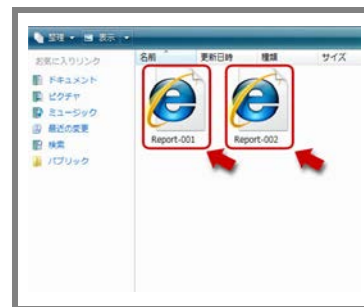 整理 表示
お気に入りリンク
名前 更新日時 種類 サイズ
ドキュメント
ピクチャ
ミュージック
最近の変更
検索
パブリック
Report-001 Report-002